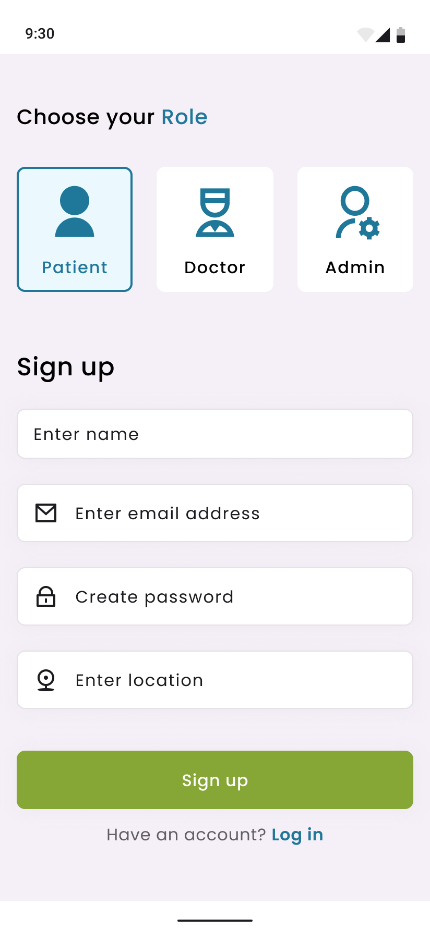 9:30
Choose your Role
Patient
Doctor
Admin
Sign up
Enter name
Enter email address
Create password
Enter location
Sign up
Have an account? Log in